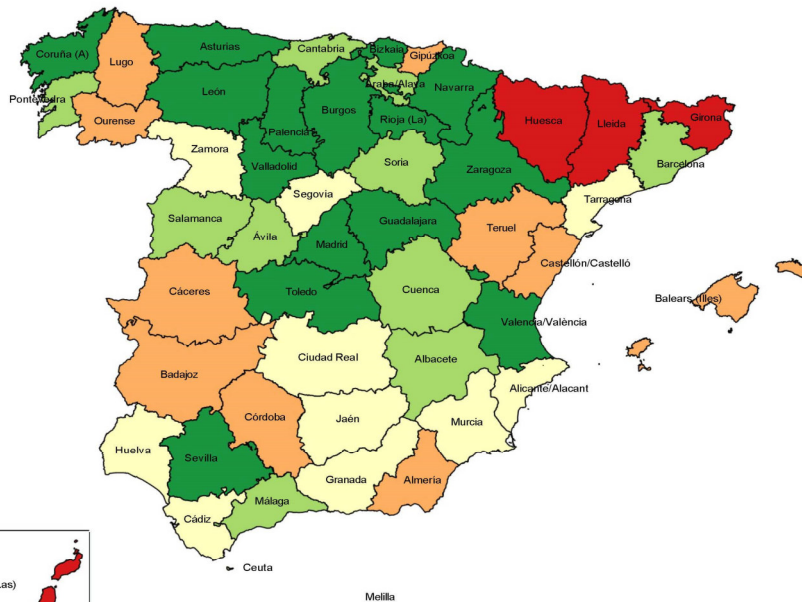 Asturias
Cantabria
Bizkaia
Gipúzkoa
Coruña (A)
Lugo
Araba/Álava
Navarra
León
Pontevedra
Burgos
Rioja (La)
Huesca
Lleida
Girona
Ourense
Palencia
Zamora
Valladolid
Soria
Zaragoza
Barcelona
Segovia
Tarragona
Salamanca
Ávila
Guadalajara
Teruel
Madrid
Castellón/Castelló
Cáceres
Toledo
Cuenca
Balears (Illes)
Valencia/València
Ciudad Real
Albacete
Badajoz
Alicante/Alacant
Córdoba
Jaén
Murcia
Huelva
Sevilla
Granada
Almería
Málaga
Cádiz
Ceuta
as)
Melilla